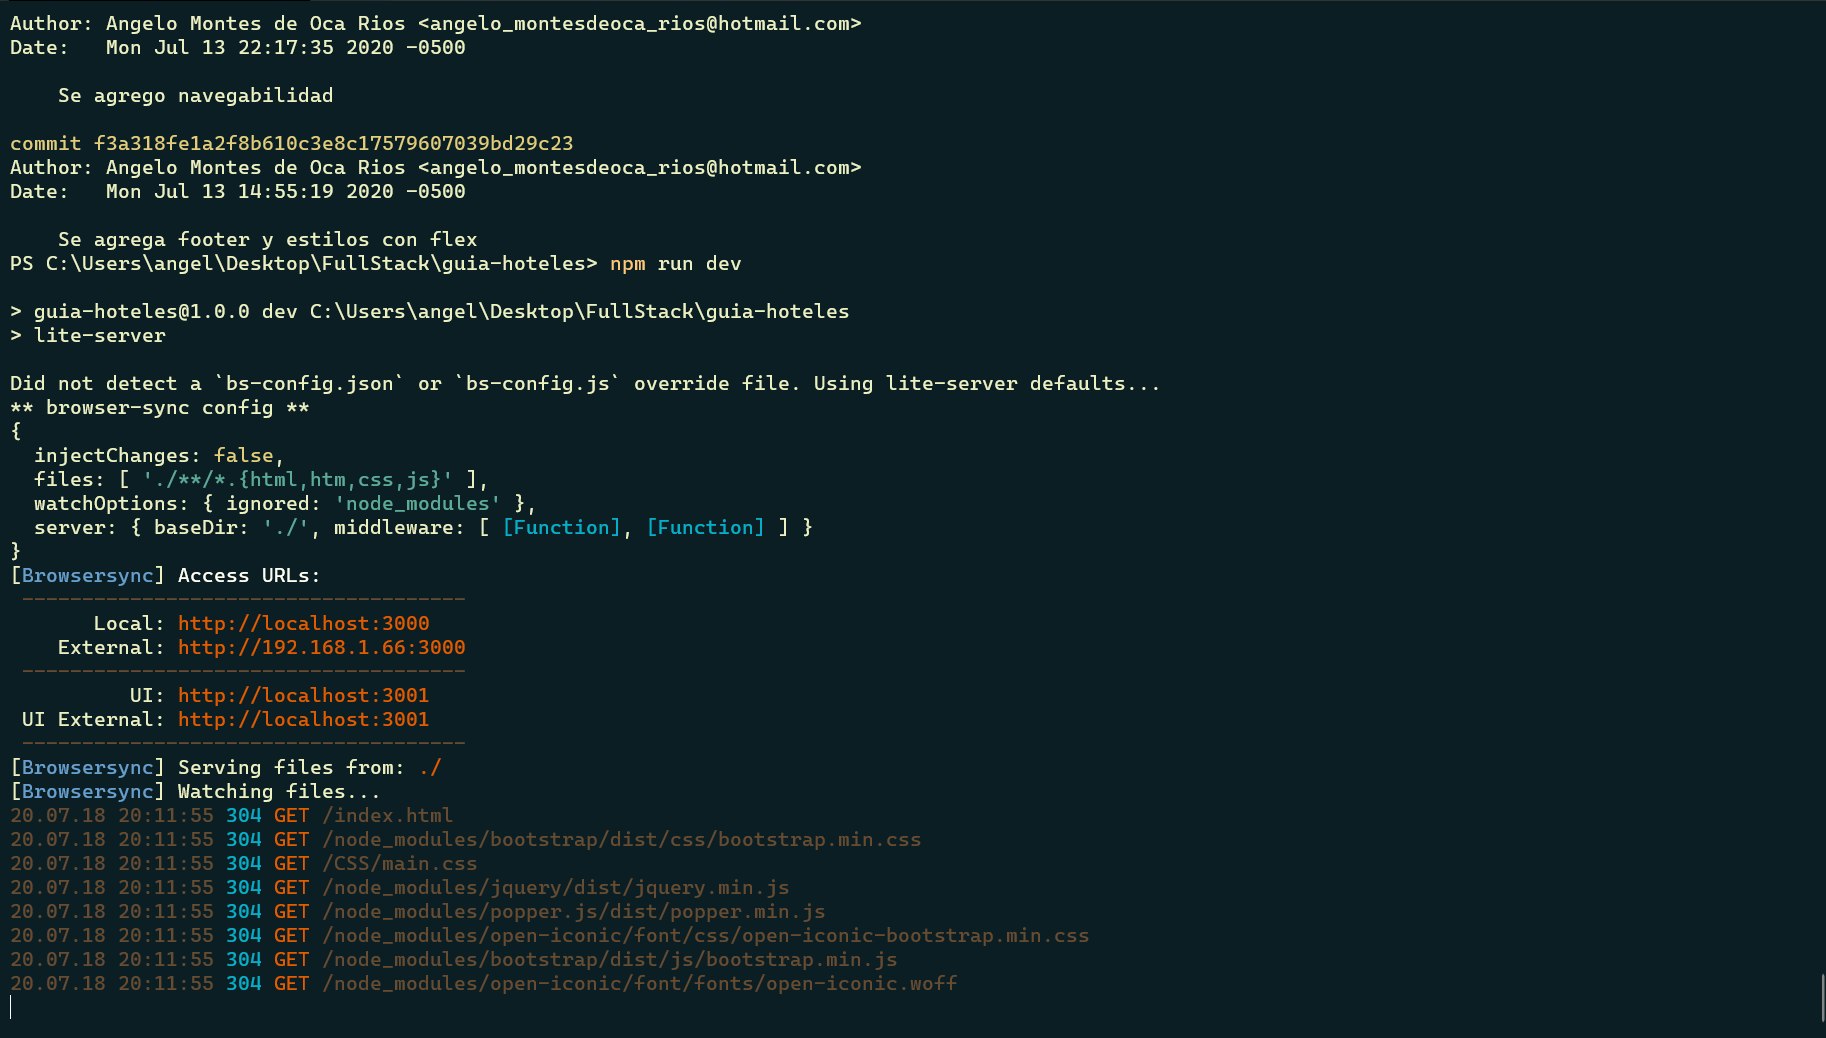 Author: Angelo Montes de Oca Rios <angelo_montesdeoca_rios@hotmail.com>
Date:   Mon Jul 13 22:17:35 2020 -0500

    Se agrego navegabilidad

commit f3a318fe1a2f8b610c3e8c17579607039bd29c23
Author: Angelo Montes de Oca Rios <angelo_montesdeoca_rios@hotmail.com>
Date:   Mon Jul 13 14:55:19 2020 -0500

    Se agrega footer y estilos con flex
PS C:\Users\angel\Desktop\FullStack\guia-hoteles> npm run dev

> guia-hoteles@1.0.0 dev C:\Users\angel\Desktop\FullStack\guia-hoteles
> lite-server

Did not detect a `bs-config.json` or `bs-config.js` override file. Using lite-server defaults...
** browser-sync config **
{
  injectChanges: false,
  files: [ './**/*.{html,htm,css,js}' ],
  watchOptions: { ignored: 'node_modules' },
  server: { baseDir: './', middleware: [ [Function], [Function] ] }
}
[Browsersync] Access URLs:
 -------------------------------------
       Local: http://localhost:3000
    External: http://192.168.1.66:3000
 -------------------------------------
          UI: http://localhost:3001
 UI External: http://localhost:3001
 -------------------------------------
[Browsersync] Serving files from: ./
[Browsersync] Watching files...
20.07.18 20:11:55 304 GET /index.html
20.07.18 20:11:55 304 GET /node_modules/bootstrap/dist/css/bootstrap.min.css
20.07.18 20:11:55 304 GET /CSS/main.css
20.07.18 20:11:55 304 GET /node_modules/jquery/dist/jquery.min.js
20.07.18 20:11:55 304 GET /node_modules/popper.js/dist/popper.min.js
20.07.18 20:11:55 304 GET /node_modules/open-iconic/font/css/open-iconic-bootstrap.min.css
20.07.18 20:11:55 304 GET /node_modules/bootstrap/dist/js/bootstrap.min.js
20.07.18 20:11:55 304 GET /node_modules/open-iconic/font/fonts/open-iconic.woff